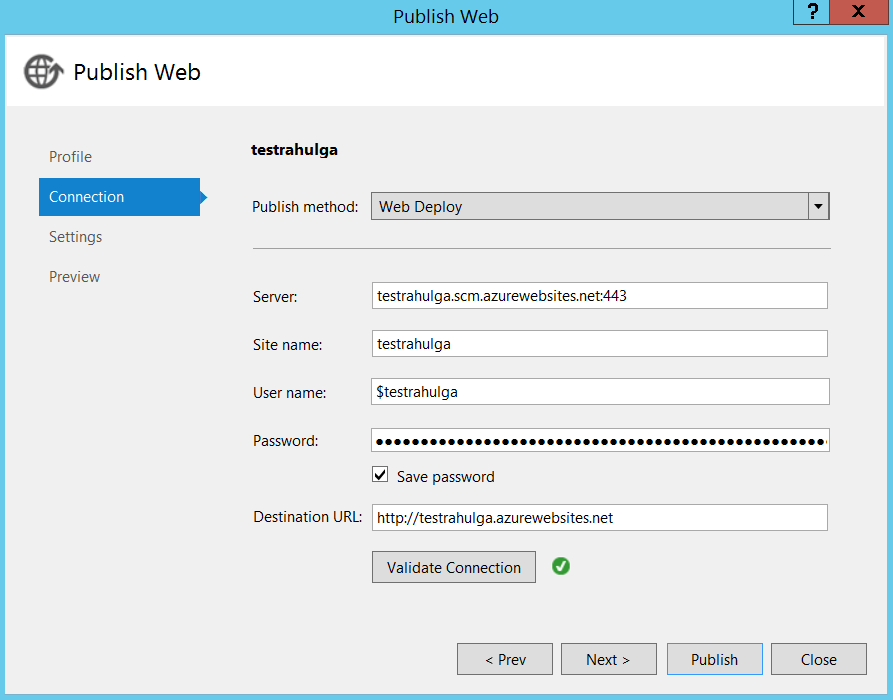 Publish Web
?
X
Publish Web
Profile
Connection
Settings
Preview
testrahulga
Publish method: Web Deploy
Server: testrahulga.scm.azurewebsites.net:443
Site name: testrahulga
User name: $testrahulga
Password:
Save password
Destination URL: http://testrahulga.azurewebsites.net
Validate Connection
< Prev Next > Publish Close